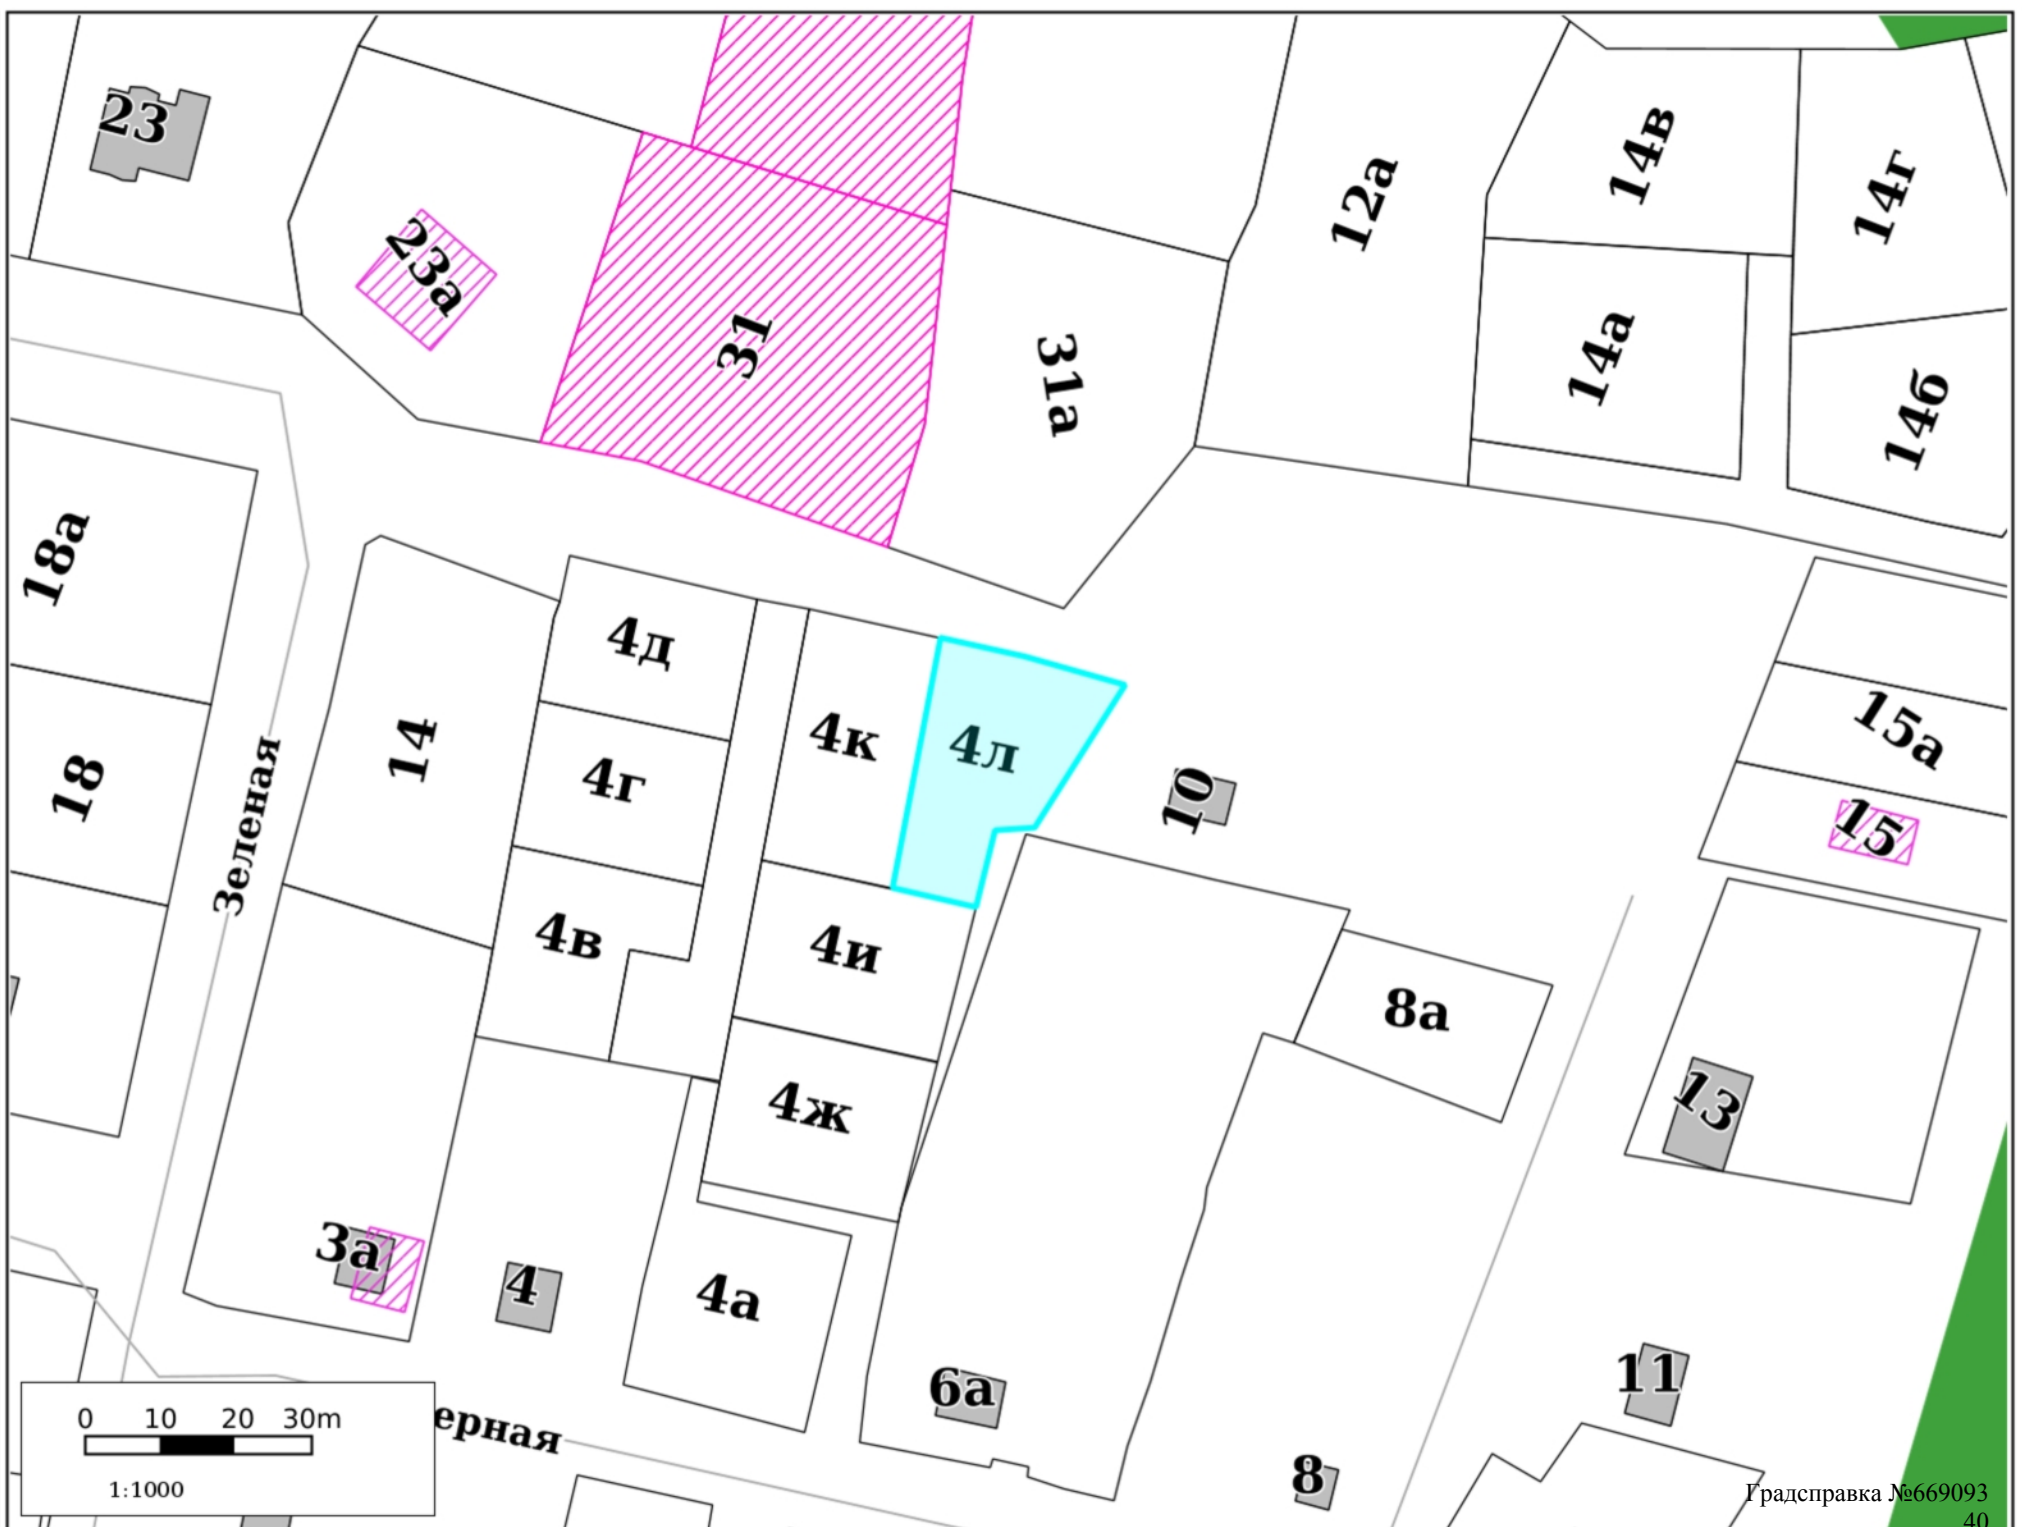 23
12а
14в
14г
23а
31
31а
14а
14б
18а
4д
15а
14
4к
4л
18
4г
10
15
Зеленая
4в
4и
8а
4ж
13
3а
4
4а
6а
11
0 10 20 30m
1:1000
ерная
8
Градсправка №669093
40